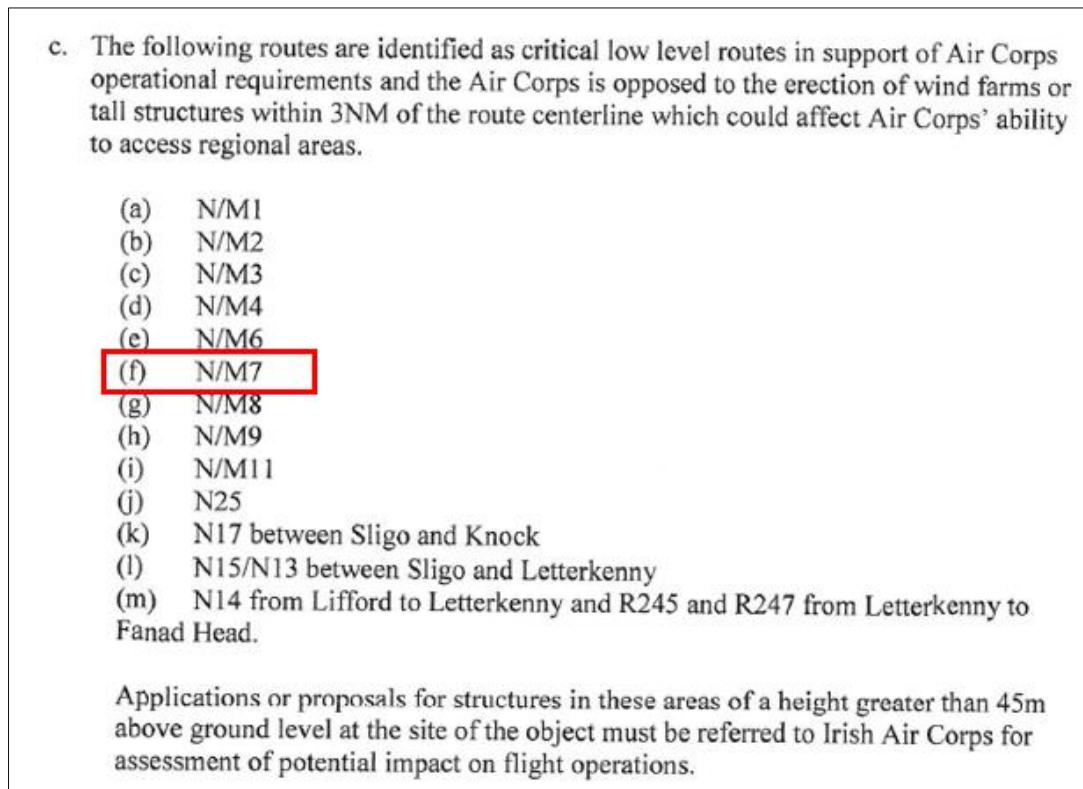 c. The following routes are identified as critical low level routes in support of Air Corps
operational requirements and the Air Corps is opposed to the erection of wind farms or
tall structures within 3NM of the route centerline which could affect Air Corps' ability
to access regional areas.
(a) N/M1
(b) N/M2
(c) N/M3
(d) N/M4
(e) N/M6
(f) N/M7
(g) N/M8
(h) N/M9
(i) N/M11
(j) N25
(k) N17 between Sligo and Knock
(l) N15/N13 between Sligo and Letterkenny
(m) N14 from Lifford to Letterkenny and R245 and R247 from Letterkenny to
Fanad Head.
Applications or proposals for structures in these areas of a height greater than 45m
above ground level at the site of the object must be referred to Irish Air Corps for
assessment of potential impact on flight operations.